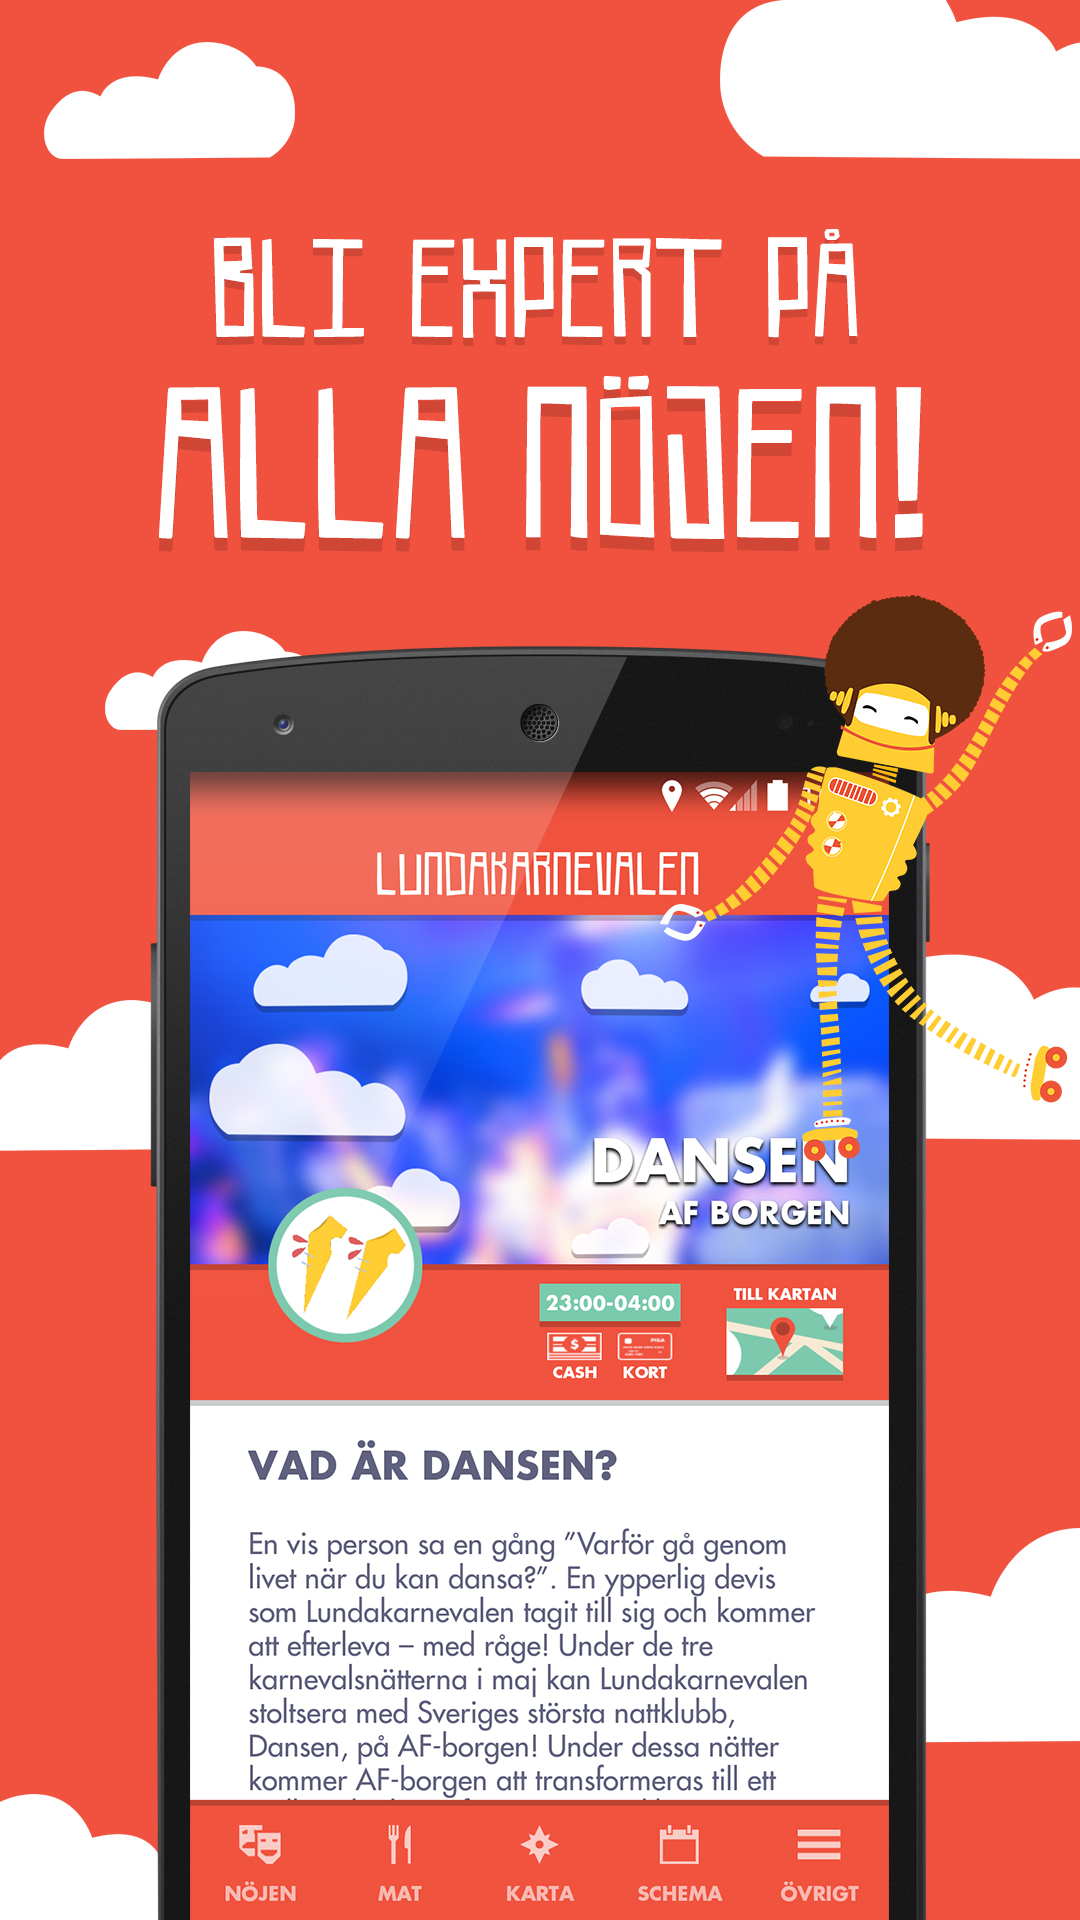 BLI EXPERT PÅ
ALLA NÖJEN!
LUNDAKARNEVALEN
DANSEN
AF BORGEN
23:00-04:00
TILL KARTAN
CASH
KORT
VAD ÄR DANSEN?
En vis person sa en gång ”Varför gå genom
livet när du kan dansa?”. En ypperlig devis
som Lundakarnevalen tagit till sig och kommer
att efterleva – med råge! Under de tre
karnevalsnätterna i maj kan Lundakarnevalen
stoltsera med Sveriges största nattklubb,
Dansen, på AF-borgen! Under dessa nätter
kommer AF-borgen att transformeras till ett
NÖJEN
MAT
KARTA
SCHEMA
ÖVRIGT